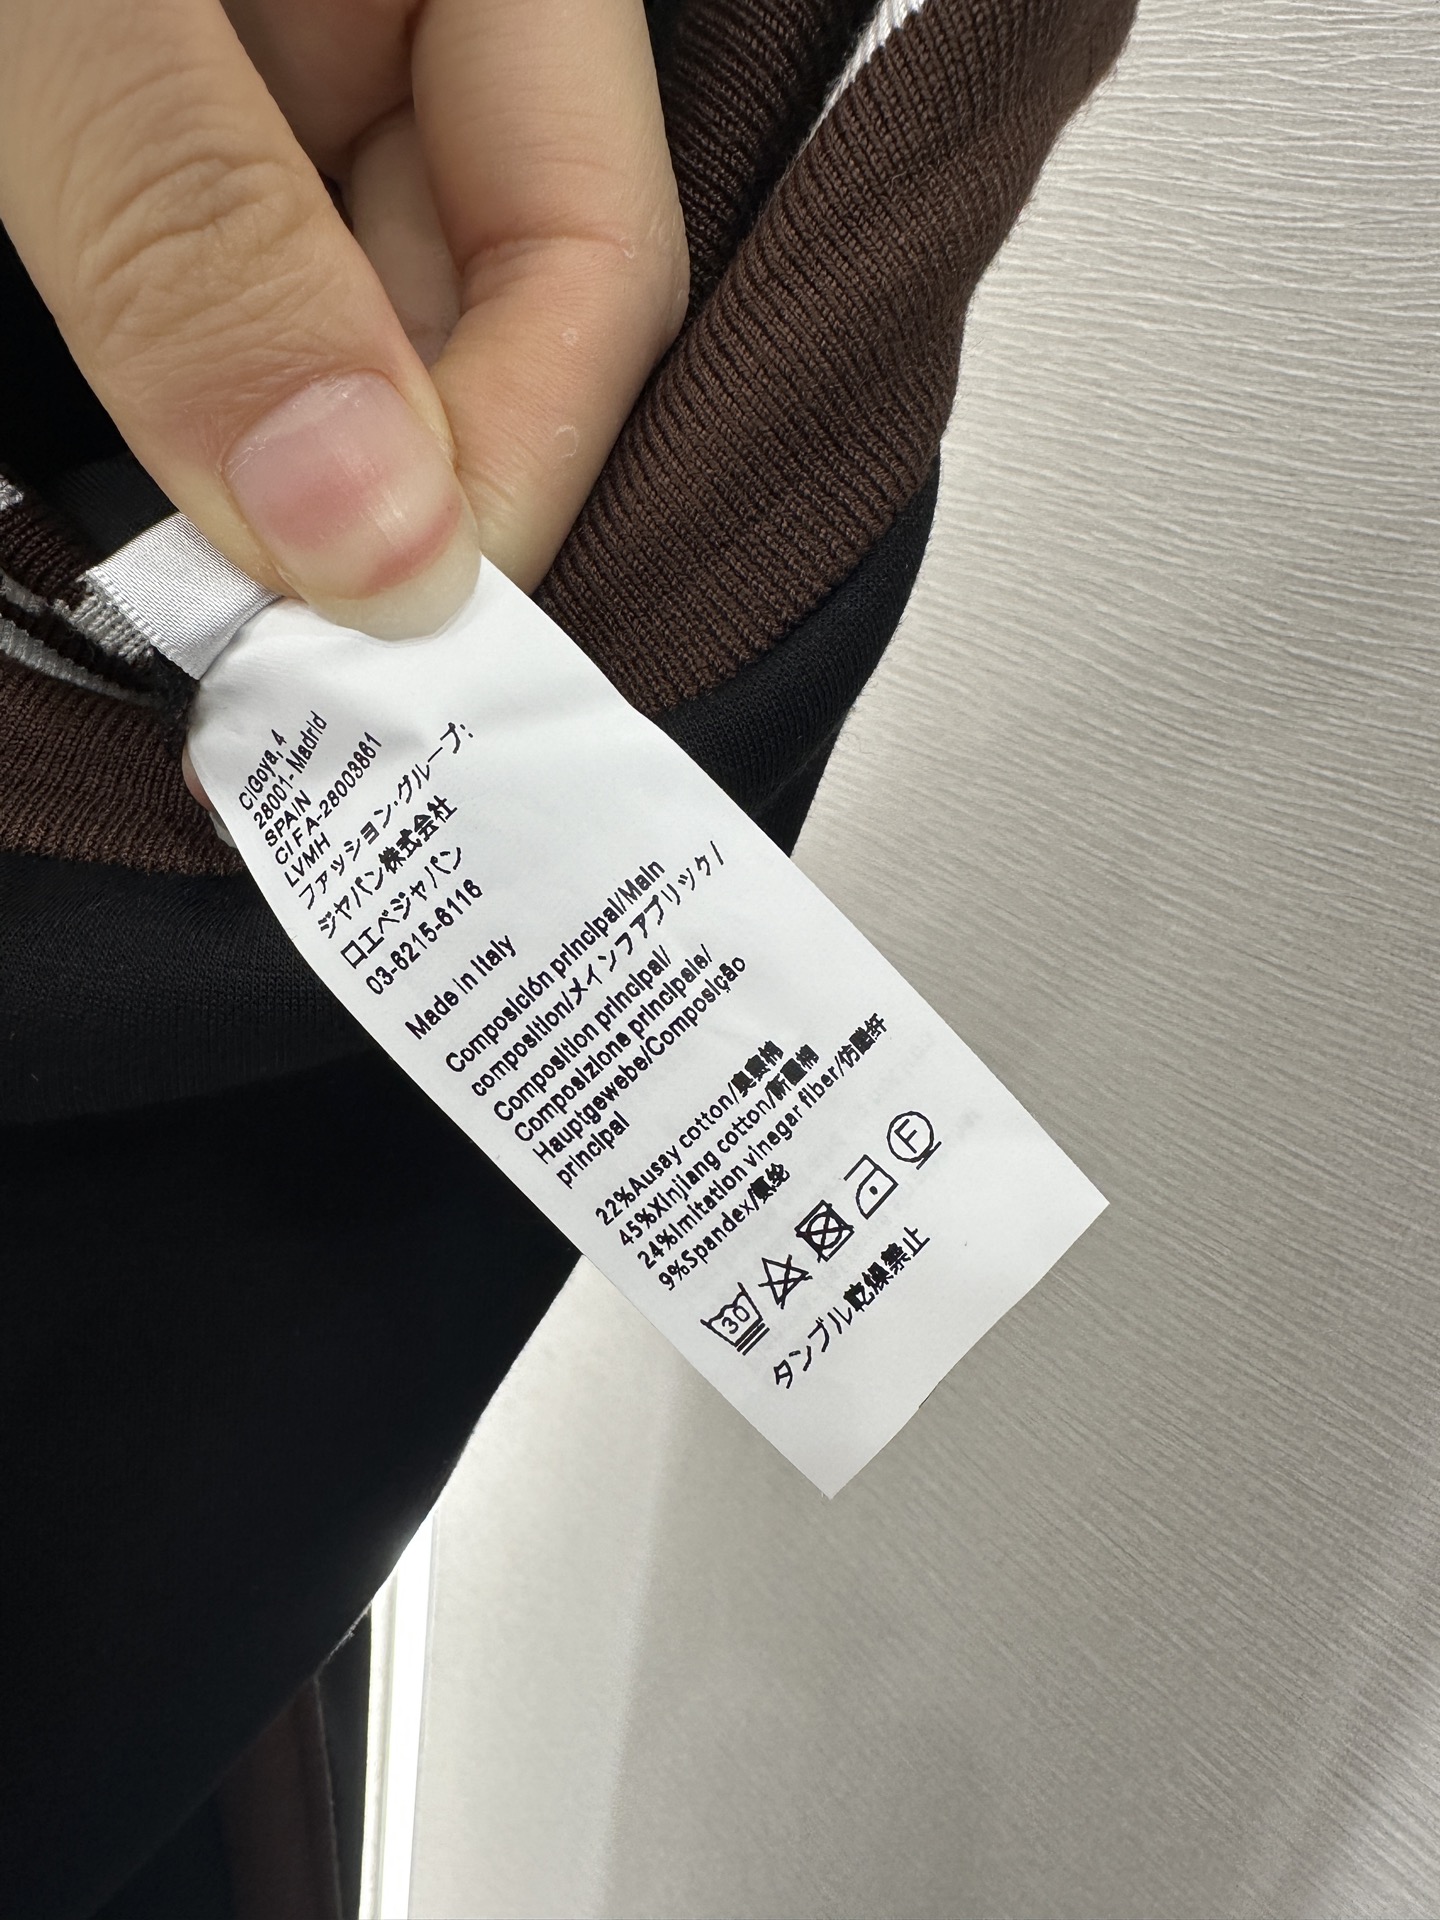 C|Goya, 4
28001- Madrid
SPAIN
CIF A-28003861
LVMH
ファッション・グループ:
ジャパン株式会社
ロエベジャパン
03-6215-6116
Made in Italy
Composición principal/Main
composition/メインファブリック/
Composition principal/
Composizione principale/
Hauptgewebe/Composição
principal
22%Ausay cotton/奥赛棉
45%Xinjiang cotton/新疆棉
24%Imitation vinegar fiber/仿醋纤
9%Spandex/氨纶
30
F
タンブル乾燥禁止